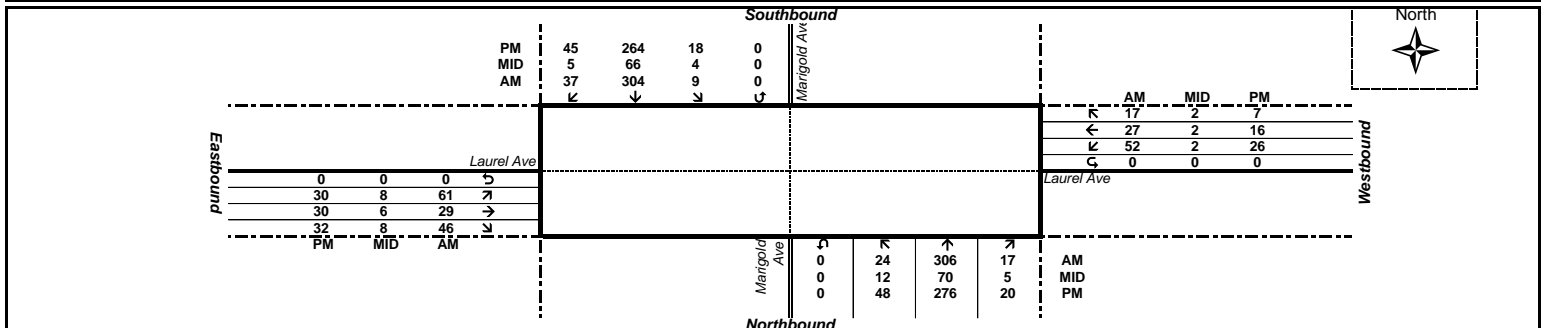 Southbound
North
Marigold Ave
PM 45 264 18 0
MID 5 66 4 0
AM 37 304 9 0
↙ ↓ ↘ ↺
AM MID PM
↖ 17 2 7
← 27 2 16
↙ 52 2 26
↺ 0 0 0
Laurel Ave
Westbound
Eastbound
Laurel Ave
0 0 0 ↺
30 8 61 ↗
30 6 29 →
32 8 46 ↘
PM MID AM
Marigold
Ave
↺ ↖ ↑ ↗
0 24 306 17 AM
0 12 70 5 MID
0 48 276 20 PM
Northbound